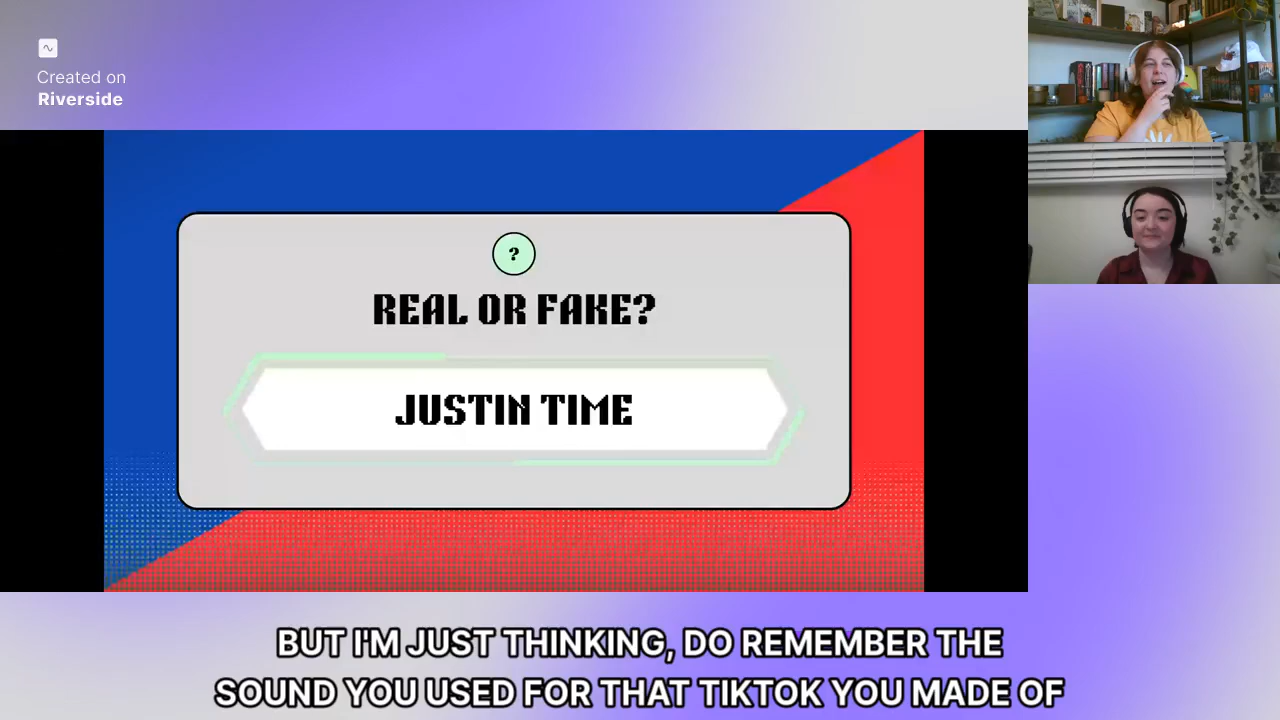 Created on
Riverside
?
REAL OR FAKE?
JUSTIN TIME
BUT I'M JUST THINKING, DO REMEMBER THE
SOUND YOU USED FOR THAT TIKTOK YOU MADE OF